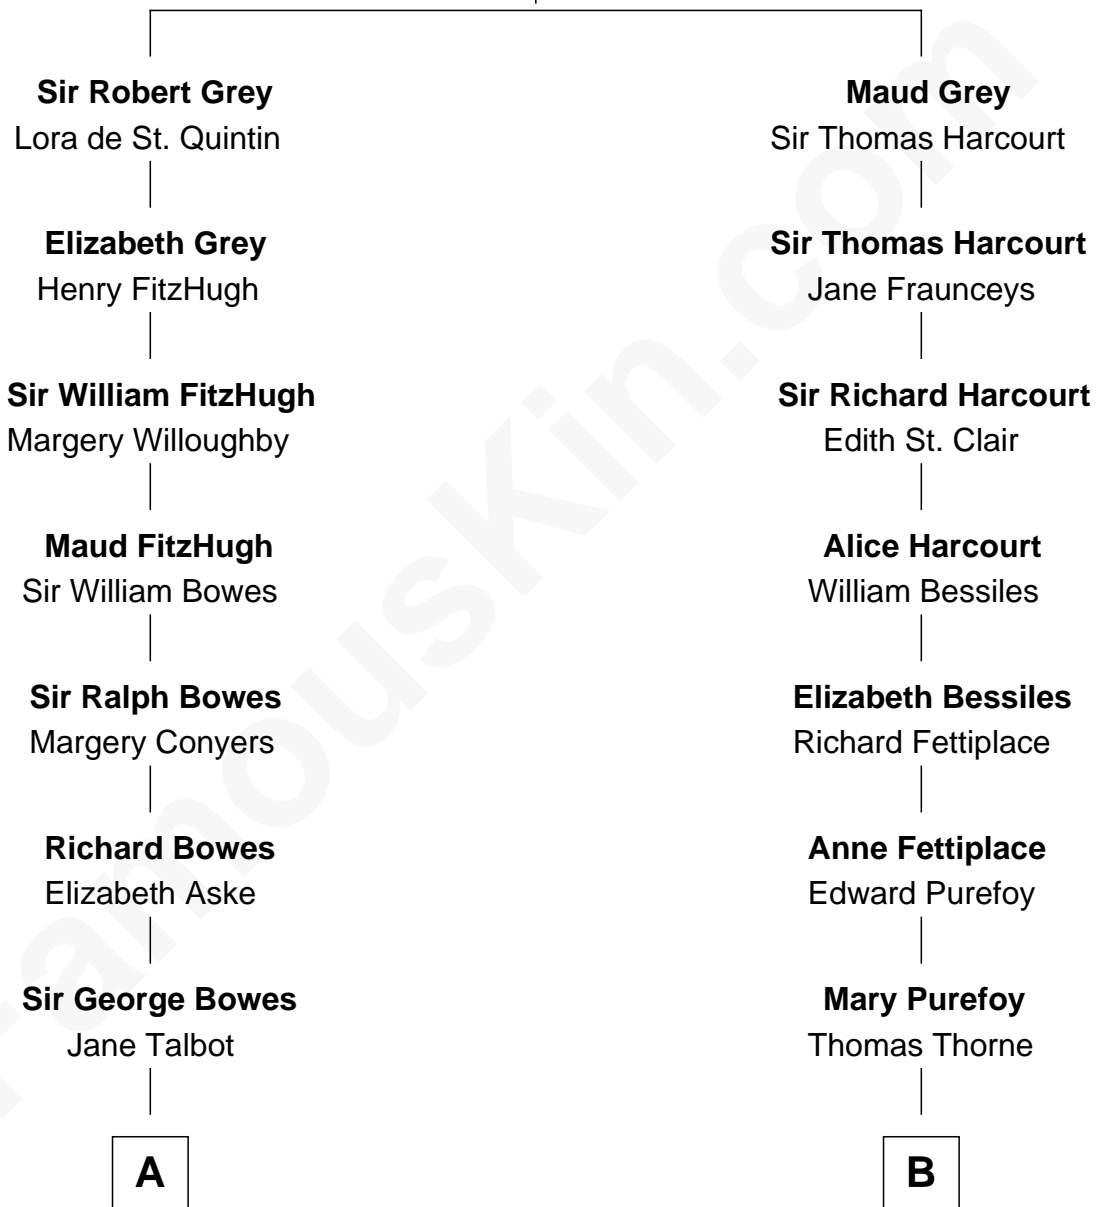 Sir Robert Grey
Lora de St. Quintin
Elizabeth Grey
Henry FitzHugh
Sir William FitzHugh
Margery Willoughby
Maud FitzHugh
Sir William Bowes
Sir Ralph Bowes
Margery Conyers
Richard Bowes
Elizabeth Aske
Sir George Bowes
Jane Talbot
A
Maud Grey
Sir Thomas Harcourt
Sir Thomas Harcourt
Jane Fraunceys
Sir Richard Harcourt
Edith St. Clair
Alice Harcourt
William Bessiles
Elizabeth Bessiles
Richard Fettiplace
Anne Fettiplace
Edward Purefoy
Mary Purefoy
Thomas Thorne
B
FamousKin.com